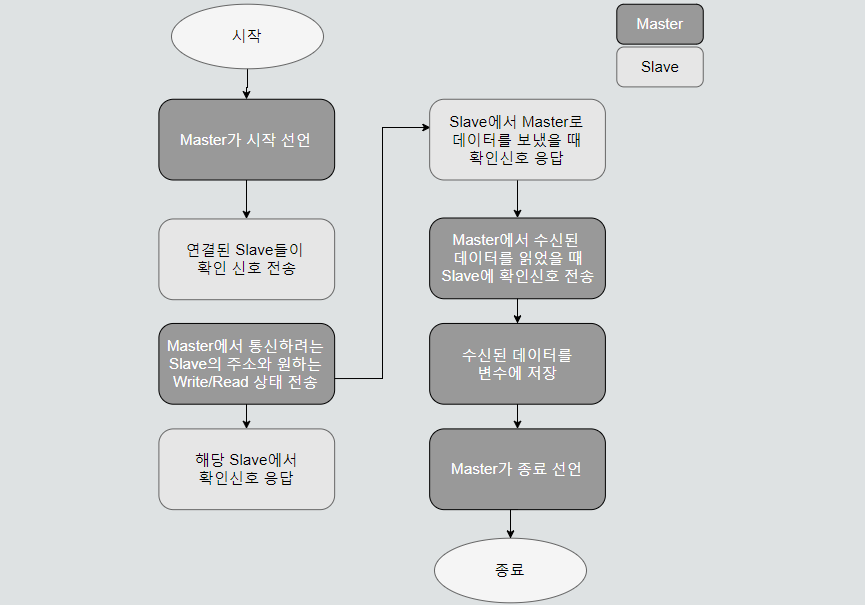 시작
Master가 시작 선언
연결된 Slave들이
확인 신호 전송
Master에서 통신하려는
Slave의 주소와 원하는
Write/Read 상태 전송
해당 Slave에서
확인신호 응답
Slave에서 Master로
데이터를 보냈을 때
확인신호 응답
Master에서 수신된
데이터를 읽었을 때
Slave에 확인신호 전송
수신된 데이터를
변수에 저장
Master가 종료 선언
종료
Master
Slave